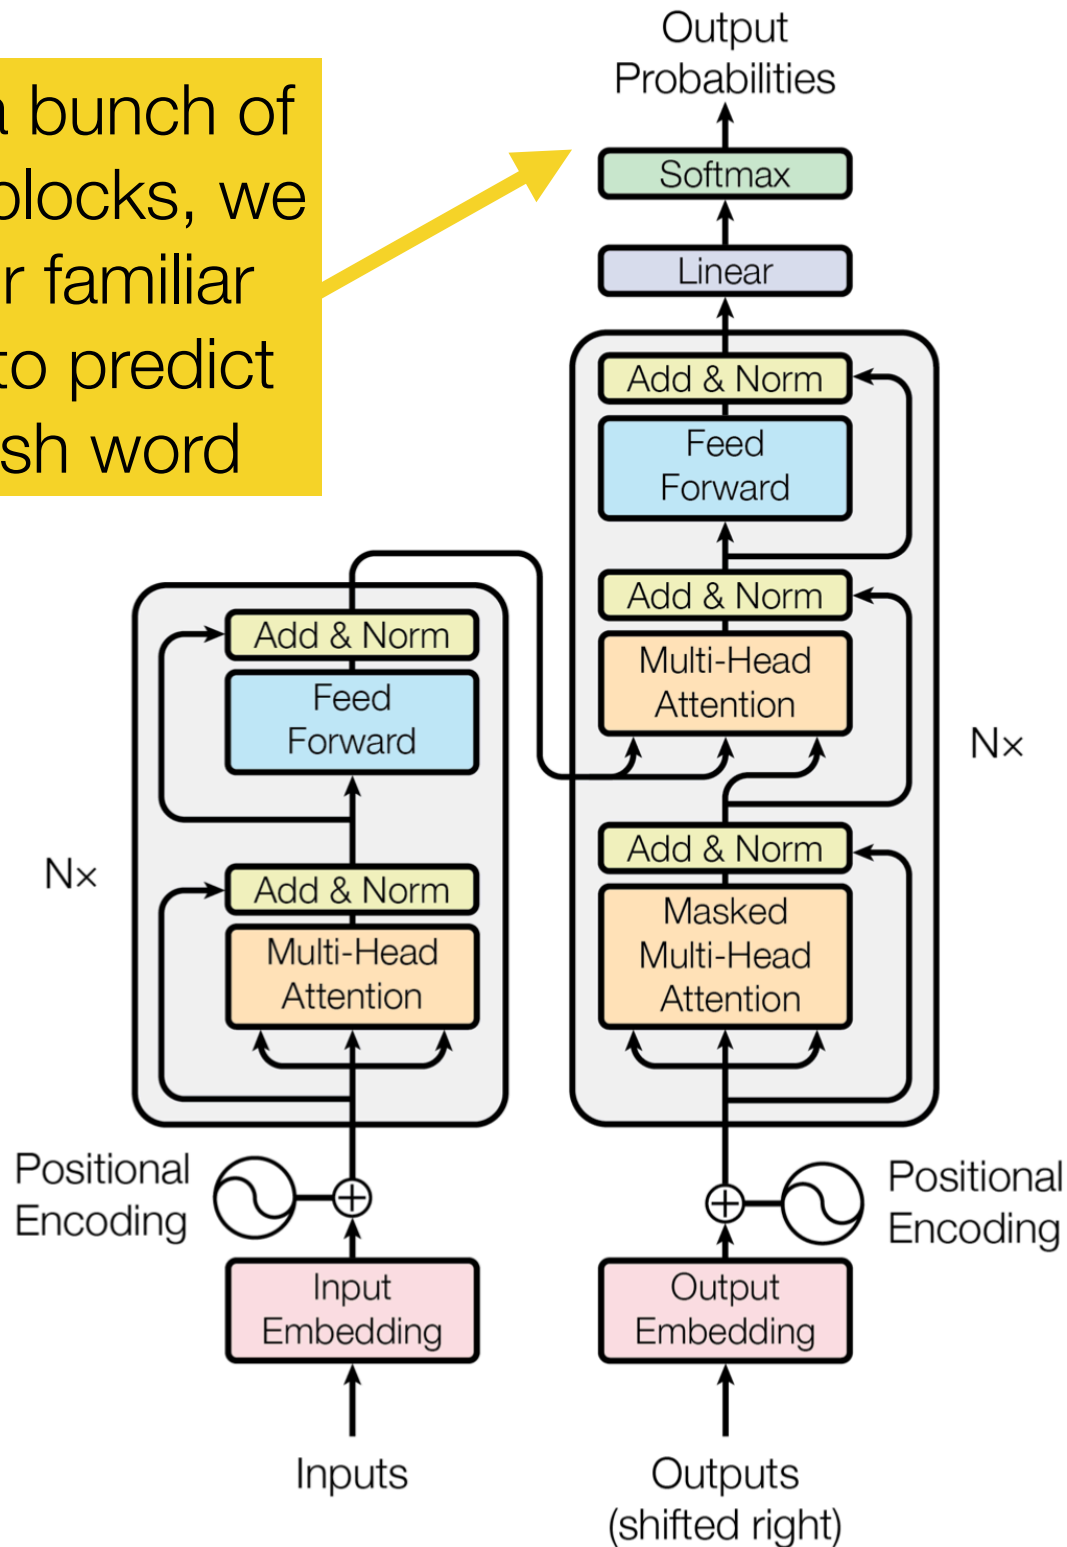 Output
Probabilities
a bunch of
blocks, we
r familiar
to predict
sh word
Softmax
Linear
Add & Norm
Feed
Forward
Add & Norm
Multi-Head
Attention
Nx
Add & Norm
Masked
Multi-Head
Attention
Add & Norm
Feed
Forward
Nx
Add & Norm
Multi-Head
Attention
Positional
Encoding
Positional
Encoding
Input
Embedding
Output
Embedding
Inputs
Outputs
(shifted right)